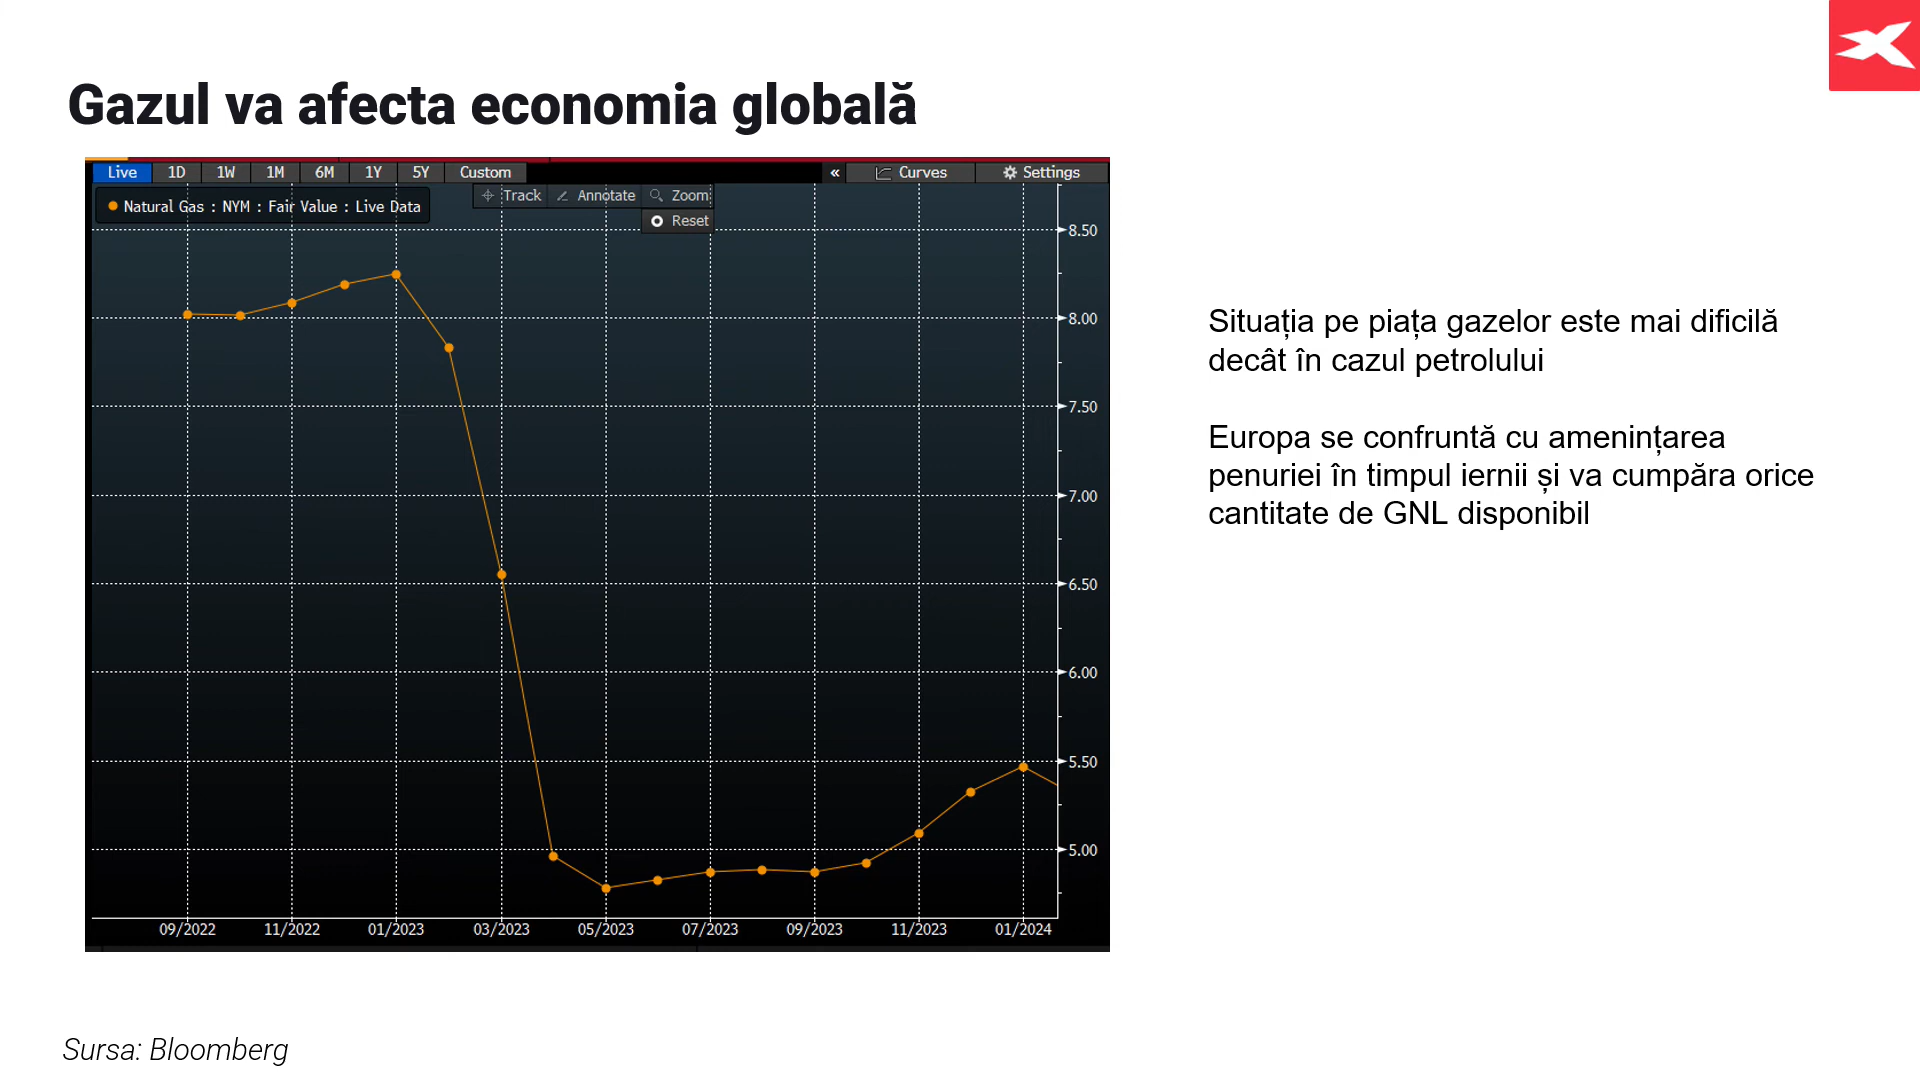 Gazul va afecta economia globală
Live 1D 1W 1M 6M 1Y 5Y Custom « Curves Settings
Track Annotate Zoom
Natural Gas : NYM : Fair Value : Live Data
Reset
8.50
8.00
7.50
7.00
6.50
6.00
5.50
5.00
09/2022 11/2022 01/2023 03/2023 05/2023 07/2023 09/2023 11/2023 01/2024
Situația pe piața gazelor este mai dificilă
decât în cazul petrolului
Europa se confruntă cu amenințarea
penuriei în timpul iernii și va cumpăra orice
cantitate de GNL disponibil
Sursa: Bloomberg